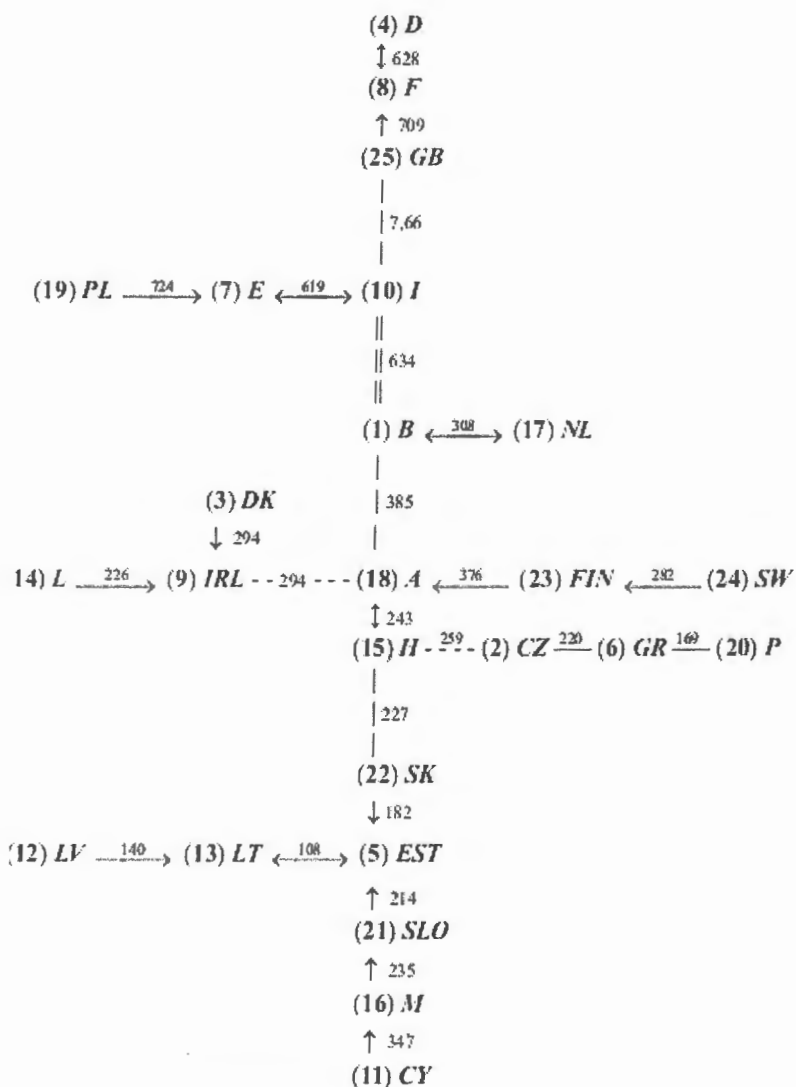 (4) D
↕ 628
(8) F
↑ 709
(25) GB
7,66
(19) PL 724 → (7) E ← 619 → (10) I
634
(1) B ← 308 → (17) NL
385
(3) DK
↓ 294
14) L 226 → (9) IRL - - 294 - - - (18) A ← 376 (23) FIN ← 282 (24) SW
↕ 243
(15) H - 259 - (2) CZ 220 (6) GR 169 (20) P
227
(22) SK
↓ 182
(12) LV 140 → (13) LT ← 108 → (5) EST
↑ 214
(21) SLO
↑ 235
(16) M
↑ 347
(11) CY